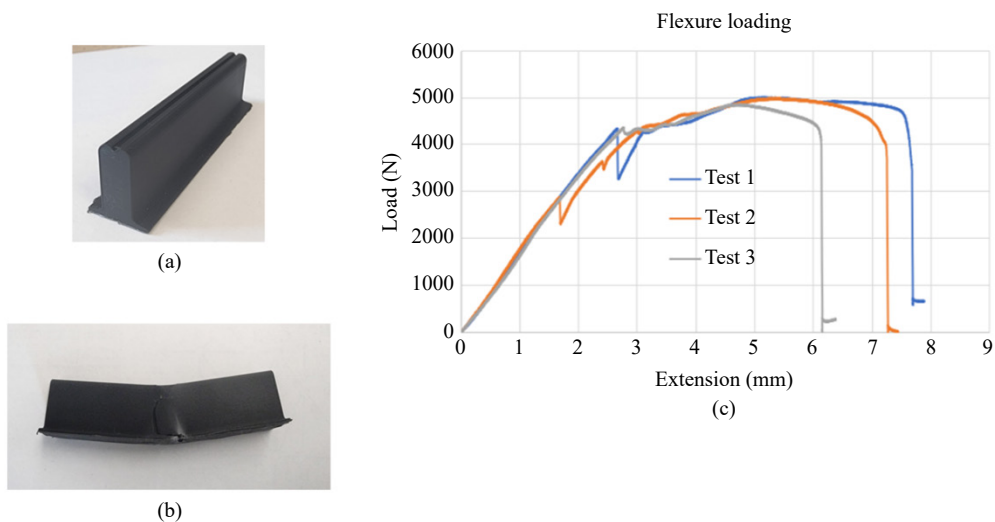 (a)
(b)
Flexure loading
6000
5000
4000
3000
2000
1000
0
Load (N)
Test 1
Test 2
Test 3
0 1 2 3 4 5 6 7 8 9
Extension (mm)
(c)